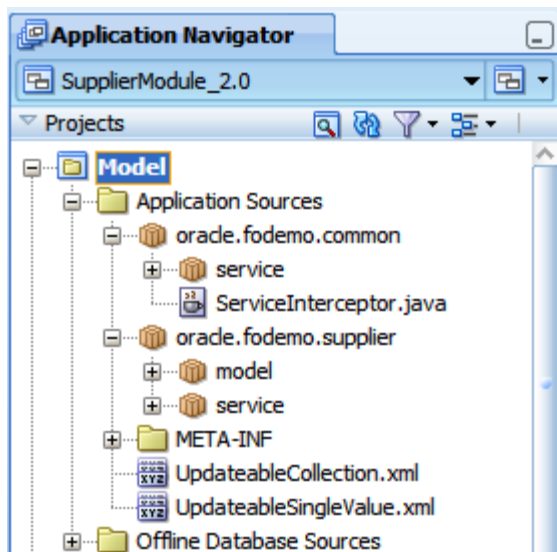 Application Navigator
SupplierModule_2.0
Projects
Model
Application Sources
oracle.fodemo.common
service
ServiceInterceptor.java
oracle.fodemo.supplier
model
service
META-INF
UpdateableCollection.xml
UpdateableSingleValue.xml
Offline Database Sources